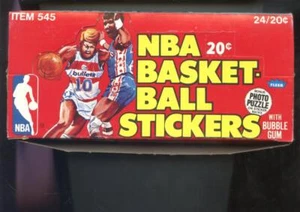 ITEM 545
24/20¢
NBA 20¢
BASKET-
BALL
STICKERS
FLEER
PHOTO
PUZZLE
WITH
BUBBLE
GUM
bullets
10
NBA